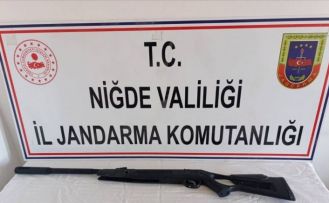 T.C.
NİĞDE VALİLİĞİ
İL JANDARMA KOMUTANLIĞI